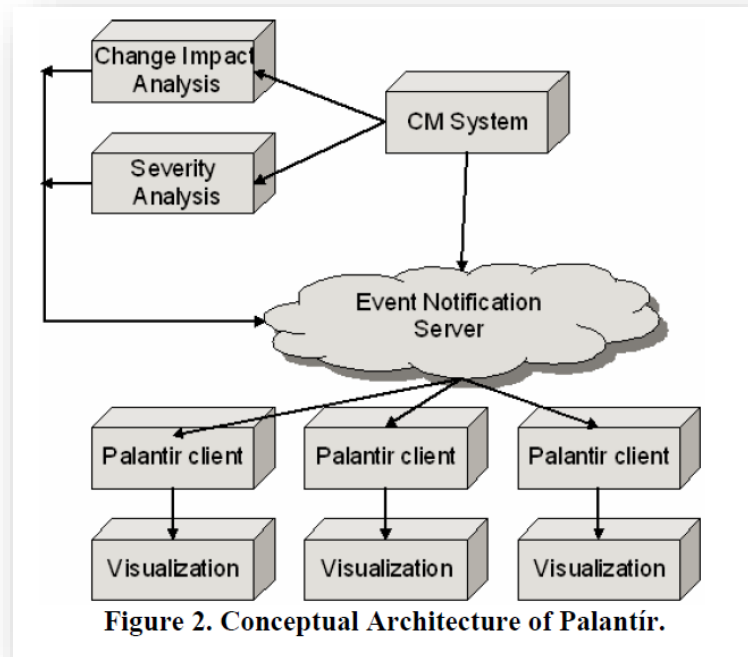 Change Impact
Analysis
CM System
Severity
Analysis
Event Notification
Server
Palantir client
Palantir client
Palantir client
Visualization
Visualization
Visualization
Figure 2. Conceptual Architecture of Palantír.